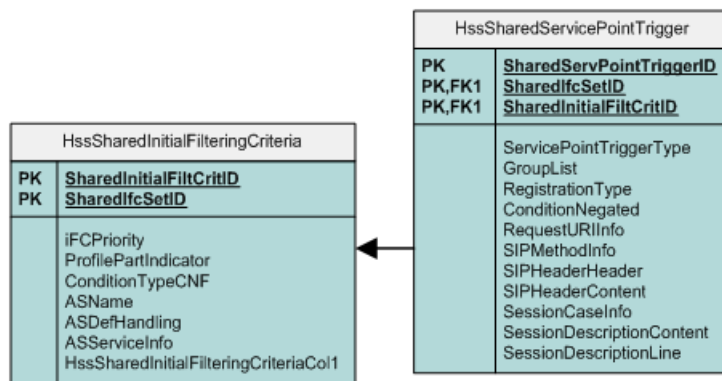 HssSharedServicePointTrigger
PK SharedServPointTriggerID
PK,FK1 SharedIfcSetID
PK,FK1 SharedInitialFiltCritID
ServicePointTriggerType
GroupList
RegistrationType
ConditionNegated
RequestURIInfo
SIPMethodInfo
SIPHeaderHeader
SIPHeaderContent
SessionCaseInfo
SessionDescriptionContent
SessionDescriptionLine
HssSharedInitialFilteringCriteria
PK SharedInitialFiltCritID
PK SharedIfcSetID
iFCPriority
ProfilePartIndicator
ConditionTypeCNF
ASName
ASDefHandling
ASServiceInfo
HssSharedInitialFilteringCriteriaCol1